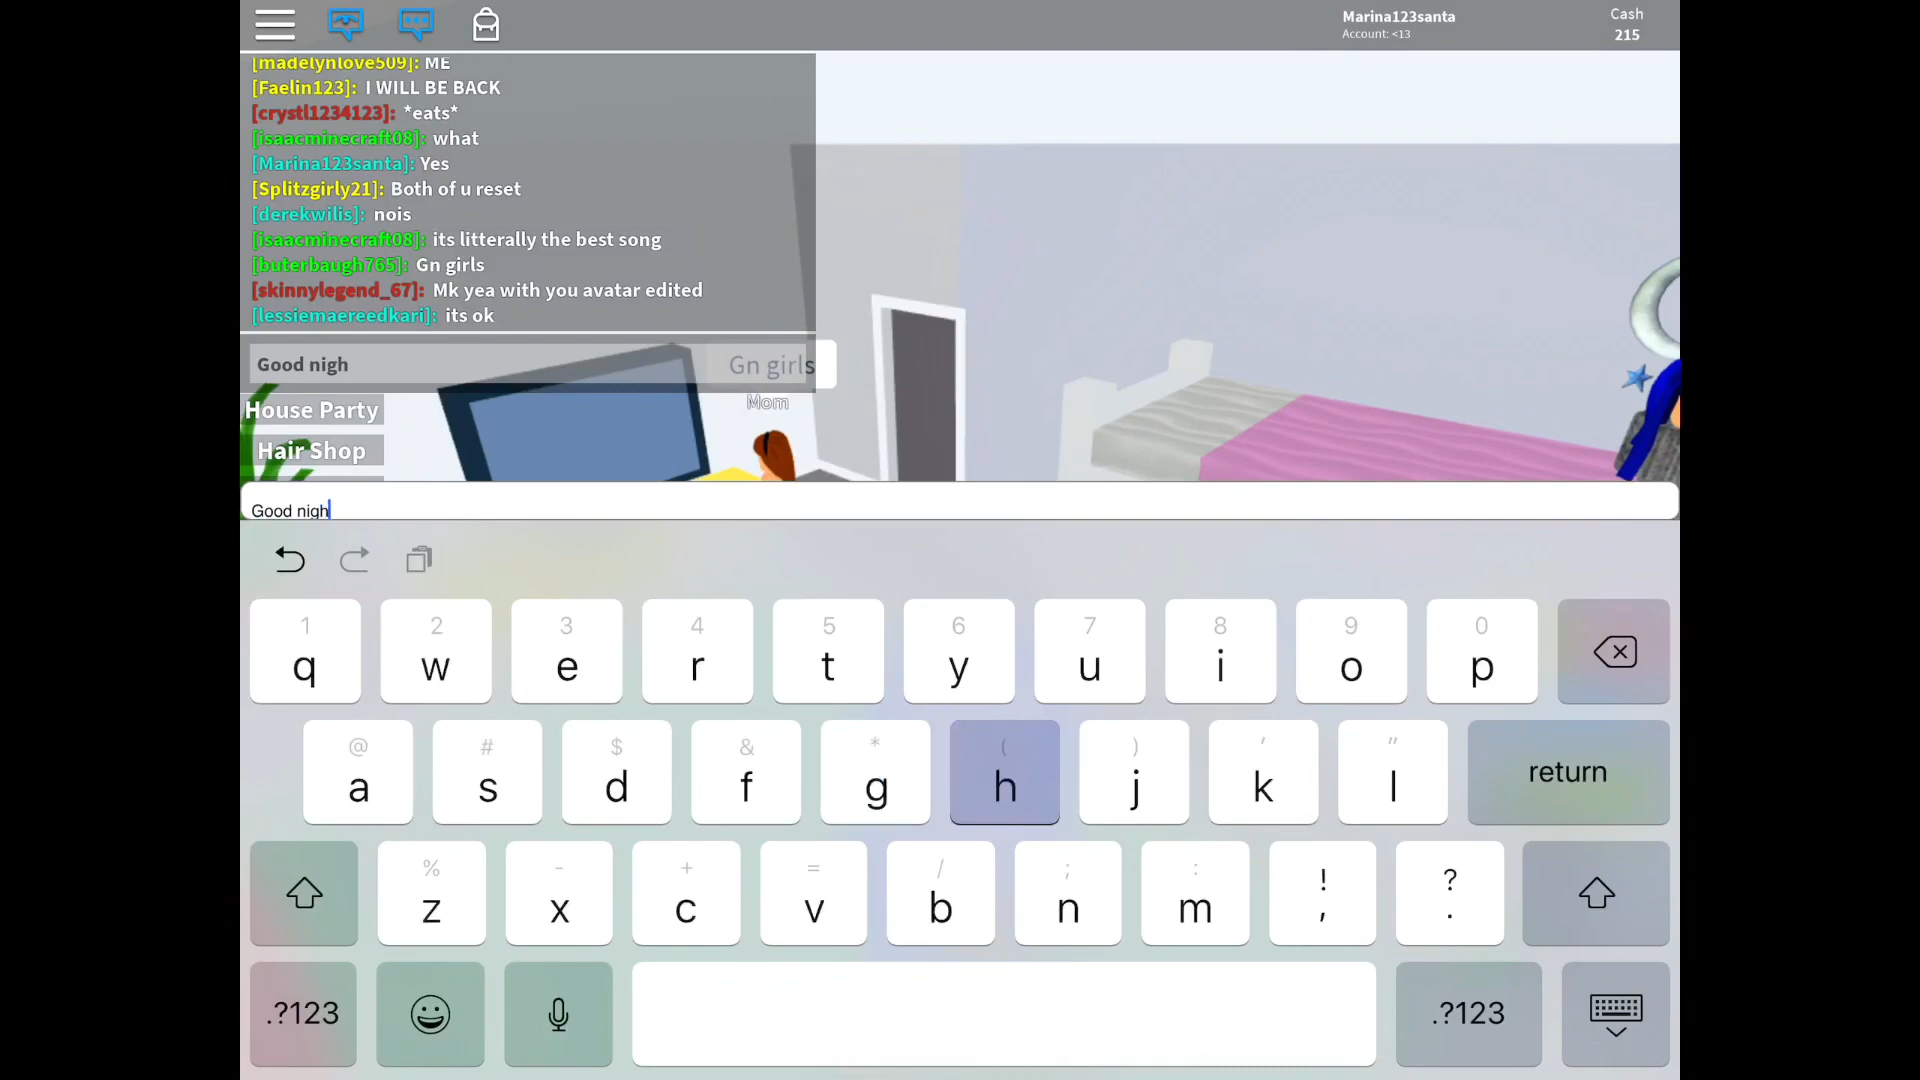 Marina123santa
Account: <13
Cash
215
[madelynlove509]: ME
[Faelin123]: I WILL BE BACK
[crystl1234123]: *eats*
[isaacminecraft08]: what
[Marina123santa]: Yes
[Splitzgirly21]: Both of u reset
[derekwilis]: nois
[isaacminecraft08]: its litterally the best song
[buterbaugh765]: Gn girls
[skinnylegend_67]: Mk yea with you avatar edited
[lessiemaereedkari]: its ok
Good nigh
Gn girls
Mom
House Party
Hair Shop
Good nigh
1 2 3 4 5 6 7 8 9 0
q w e r t y u i o p
@ # $ & * ( ) ' "
a s d f g h j k l return
% - + = / ; : ! ?
z x c v b n m , .
.?123 .?123